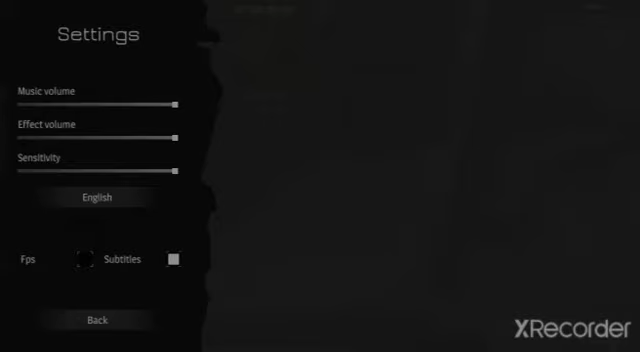 Settings
Music volume
Effect volume
Sensitivity
English
Fps
Subtitles
Back
XRecorder